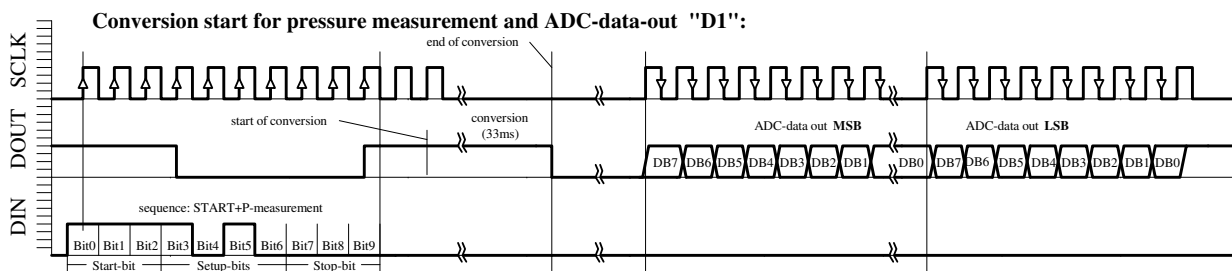 Conversion start for pressure measurement and ADC-data-out "D1":
end of conversion
SCLK
start of conversion
conversion
(33ms)
ADC-data out MSB
ADC-data out LSB
DOUT
DB7 DB6 DB5 DB4 DB3 DB2 DB1 DB0 DB7 DB6 DB5 DB4 DB3 DB2 DB1 DB0
sequence: START+P-measurement
DIN
Bit0 Bit1 Bit2 Bit3 Bit4 Bit5 Bit6 Bit7 Bit8 Bit9
Start-bit Setup-bits Stop-bit